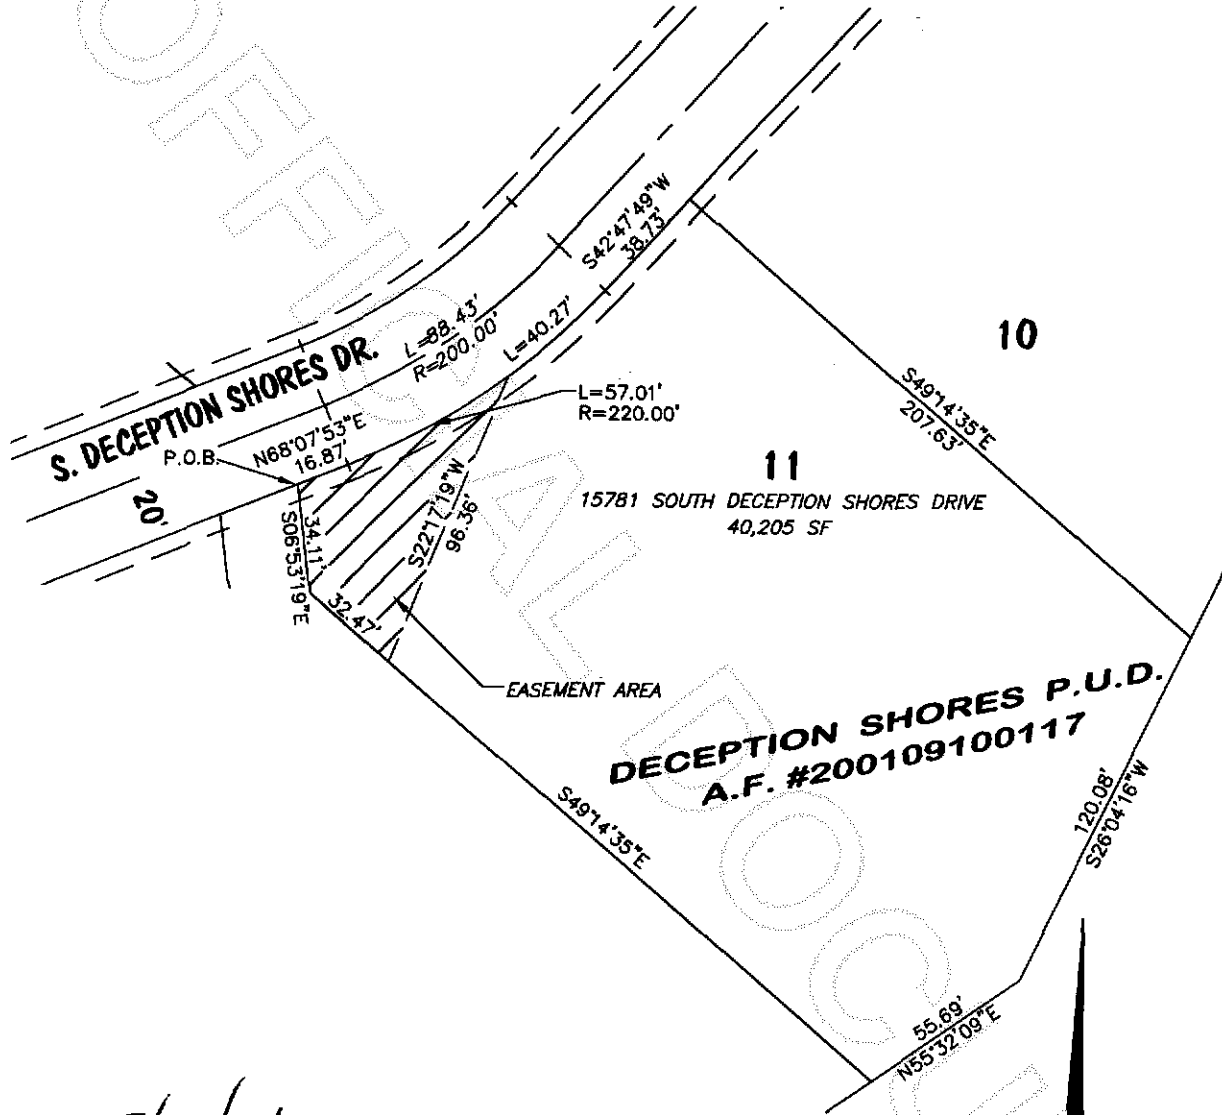 S42°47'49"W
38.73'
L=88.43'
R=200.00'
L=40.27'
S. DECEPTION SHORES DR.
L=57.01'
R=220.00'
10
S49°14'35"E
207.63'
P.O.B.
N68°07'53"E
16.87'
20'
11
15781 SOUTH DECEPTION SHORES DRIVE
40,205 SF
34.11'
S06°53'19"E
S22°17'19"W
96.36'
32.47'
EASEMENT AREA
DECEPTION SHORES P.U.D.
A.F. #200109100117
S49°14'35"E
120.08'
S26°04'16"W
55.69'
N55°32'09"E
OFFICIAL DOCU